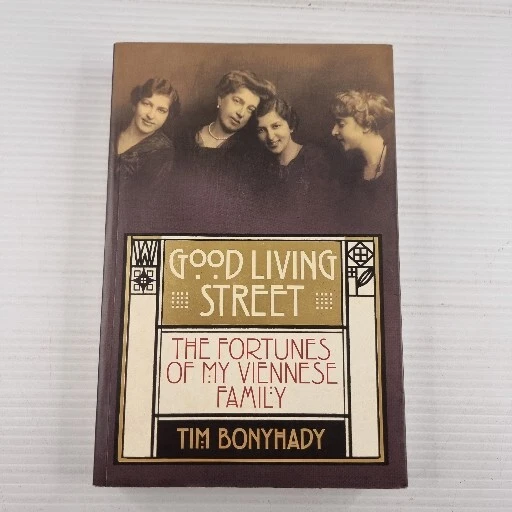 GOOD LIVING
STREET
THE FORTUNES
OF MY VIENNESE
FAMILY
TIM BONYHADY